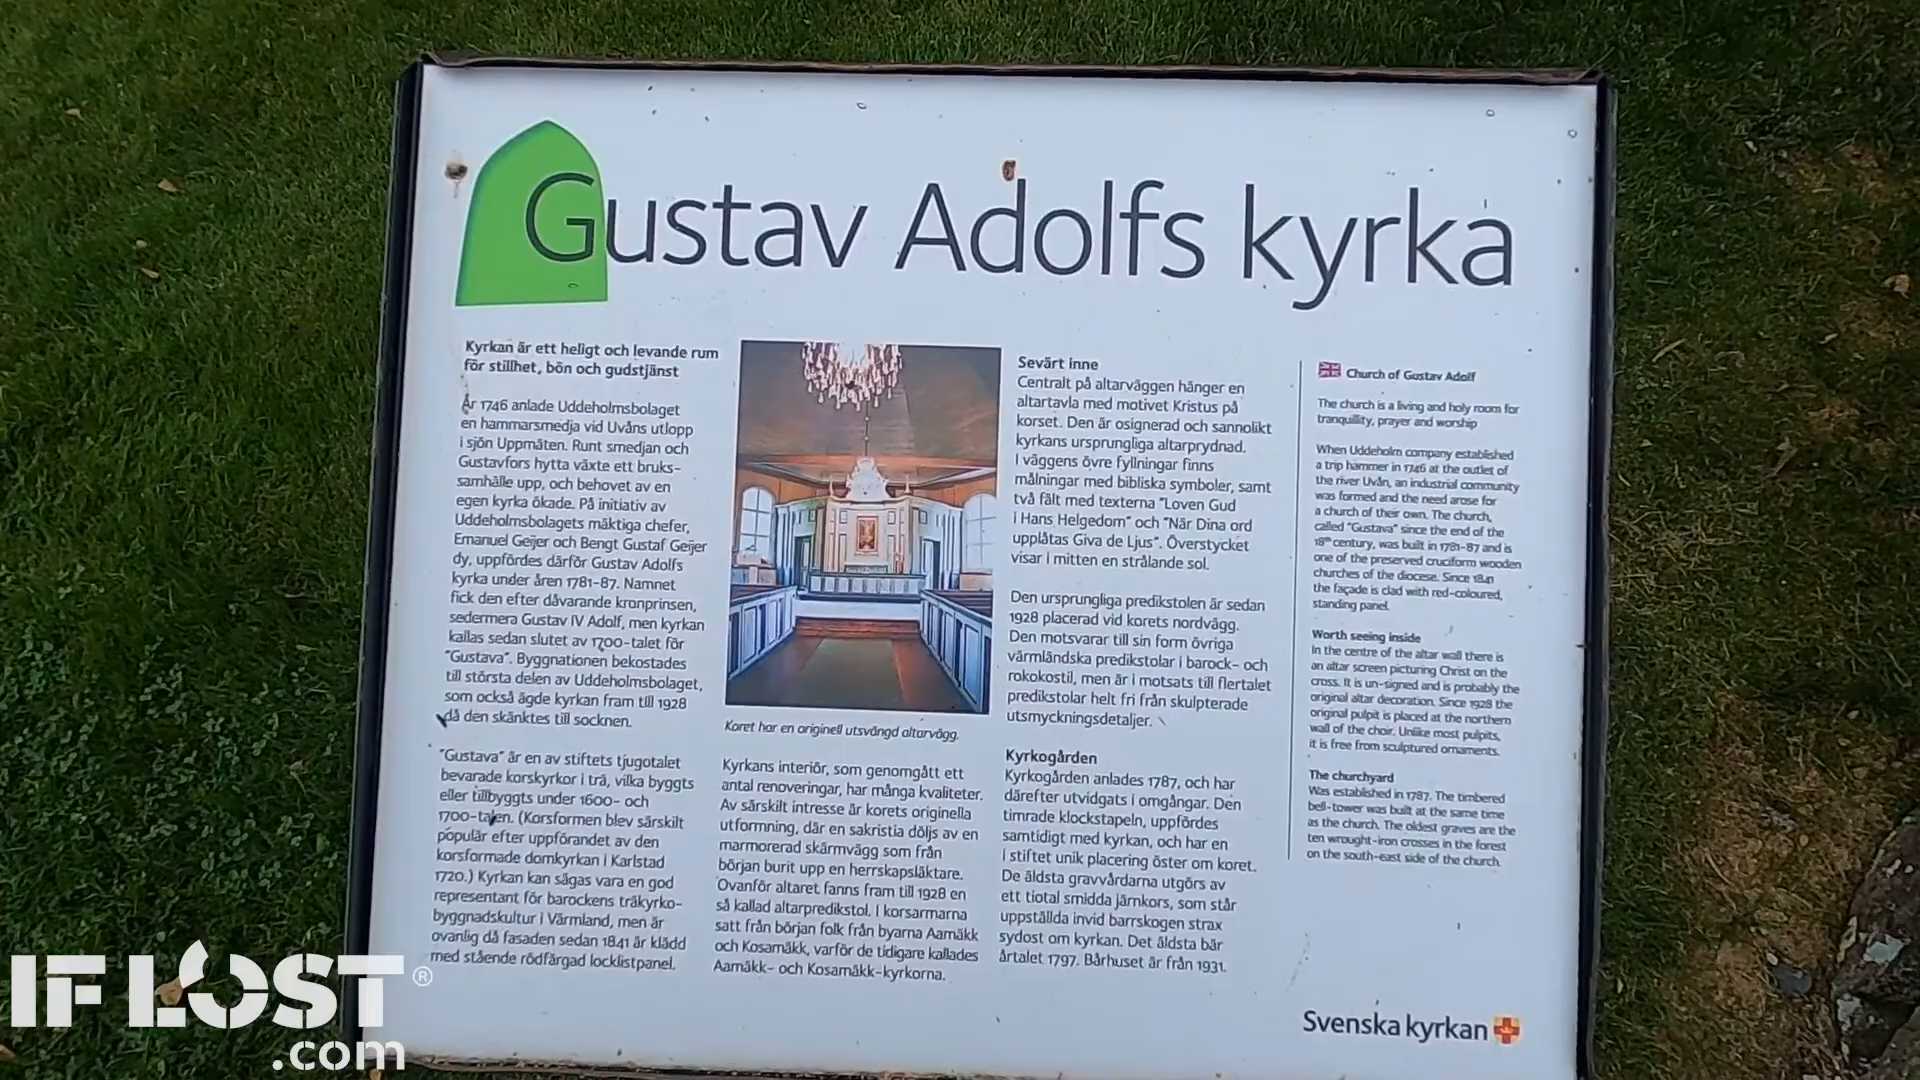 Gustav Adolfs kyrka
Kyrkan är ett heligt och levande rum
för stillhet, bön och gudstjänst
År 1746 anlade Uddeholmsbolaget
en hammarsmedja vid Uvåns utlopp
i sjön Uppmäten. Runt smedjan och
Gustavfors hytta växte ett bruks-
samhälle upp, och behovet av en
egen kyrka ökade. På initiativ av
Uddeholmsbolagets mäktiga chefer,
Emanuel Geijer och Bengt Gustaf Geijer
dy, uppfördes därför Gustav Adolfs
kyrka under åren 1781-87. Namnet
fick den efter dåvarande kronprinsen,
sedermera Gustav IV Adolf, men kyrkan
kallas sedan slutet av 1700-talet för
"Gustava". Byggnationen bekostades
till största delen av Uddeholmsbolaget,
som också ägde kyrkan fram till 1928
då den skänktes till socknen.
"Gustava" är en av stiftets tjugotalet
bevarade korskyrkor i trä, vilka byggts
eller tillbyggts under 1600- och
1700-talen. (Korsformen blev särskilt
populär efter uppförandet av den
korsformade domkyrkan i Karlstad
1720.) Kyrkan kan sägas vara en god
representant för barockens träkyrko-
byggnadskultur i Värmland, men är
ovanlig då fasaden sedan 1841 är klädd
med stående rödfärgad locklistpanel.
Koret har en originell utsvängd altarvägg.
Kyrkans interiör, som genomgått ett
antal renoveringar, har många kvaliteter.
Av särskilt intresse är korets originella
utformning, där en sakristia döljs av en
marmorerad skärmvägg som från
början burit upp en herrskapsläktare.
Ovanför altaret fanns fram till 1928 en
så kallad altarpredikstol. I korsarmarna
satt från början folk från byarna Aamäkk
och Kosamäkk, varför de tidigare kallades
Aamäkk- och Kosamäkk-kyrkorna.
Sevärt inne
Centralt på altarväggen hänger en
altartavla med motivet Kristus på
korset. Den är osignerad och sannolikt
kyrkans ursprungliga altarprydnad.
I väggens övre fyllningar finns
målningar med bibliska symboler, samt
två fält med texterna "Loven Gud
i Hans Helgedom" och "När Dina ord
upplåtas Giva de Ljus". Överstycket
visar i mitten en strålande sol.
Den ursprungliga predikstolen är sedan
1928 placerad vid korets nordvägg.
Den motsvarar till sin form övriga
värmländska predikstolar i barock- och
rokokostil, men är i motsats till flertalet
predikstolar helt fri från skulpterade
utsmyckningsdetaljer.
Kyrkogården
Kyrkogården anlades 1787, och har
därefter utvidgats i omgångar. Den
timrade klockstapeln, uppfördes
samtidigt med kyrkan, och har en
i stiftet unik placering öster om koret.
De äldsta gravvårdarna utgörs av
ett tiotal smidda järnkors, som står
uppställda invid barrskogen strax
sydost om kyrkan. Det äldsta bär
årtalet 1797. Bårhuset är från 1931.
Church of Gustav Adolf
The church is a living and holy room for
tranquillity, prayer and worship
When Uddeholm company established
a trip hammer in 1746 at the outlet of
the river Uvån, an industrial community
was formed and the need arose for
a church of their own. The church,
called "Gustava" since the end of the
18th century, was built in 1781-87 and is
one of the preserved cruciform wooden
churches of the diocese. Since 1841
the façade is clad with red-coloured,
standing panel.
Worth seeing inside
In the centre of the altar wall there is
an altar screen picturing Christ on the
cross. It is un-signed and is probably the
original altar decoration. Since 1928 the
original pulpit is placed at the northern
wall of the choir. Unlike most pulpits,
it is free from sculptured ornaments.
The churchyard
Was established in 1787. The timbered
bell-tower was built at the same time
as the church. The oldest graves are the
ten wrought-iron crosses in the forest
on the south-east side of the church.
Svenska kyrkan
IF LOST®
.com